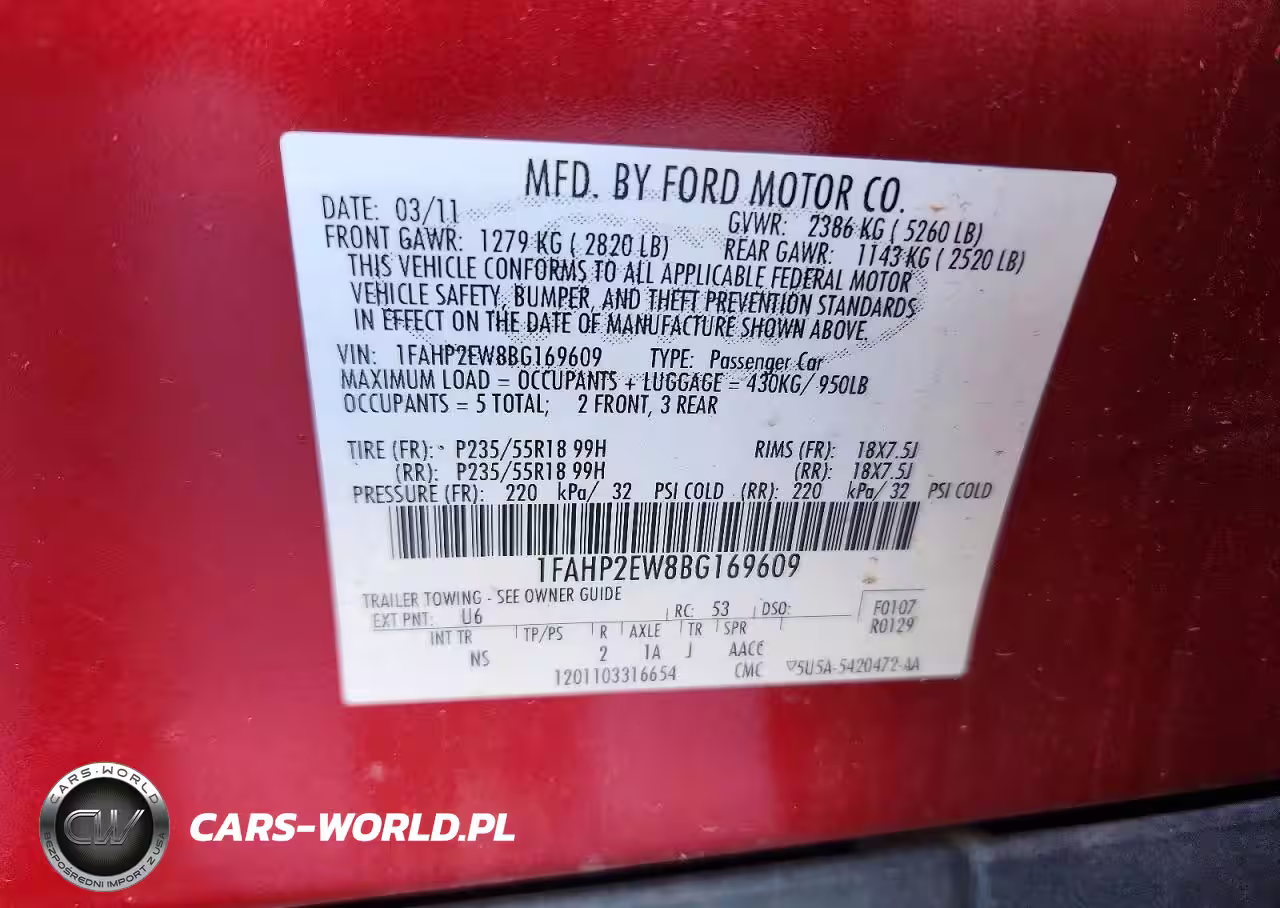 MFD. BY FORD MOTOR CO.
DATE: 03/11 GVWR: 2386 KG ( 5260 LB)
FRONT GAWR: 1279 KG ( 2820 LB) REAR GAWR: 1143 KG ( 2520 LB)
THIS VEHICLE CONFORMS TO ALL APPLICABLE FEDERAL MOTOR
VEHICLE SAFETY, BUMPER, AND THEFT PREVENTION STANDARDS
IN EFFECT ON THE DATE OF MANUFACTURE SHOWN ABOVE.
VIN: 1FAHP2EW8BG169609 TYPE: Passenger Car
MAXIMUM LOAD = OCCUPANTS + LUGGAGE = 430KG/ 950LB
OCCUPANTS = 5 TOTAL; 2 FRONT, 3 REAR
TIRE (FR): P235/55R18 99H RIMS (FR): 18X7.5J
(RR): P235/55R18 99H (RR): 18X7.5J
PRESSURE (FR): 220 kPa/ 32 PSI COLD (RR): 220 kPa/ 32 PSI COLD
1FAHP2EW8BG169609
TRAILER TOWING - SEE OWNER GUIDE
EXT PNT: U6 RC: 53 DSO: F0107
R0129
INT TR TP/PS R AXLE TR SPR
NS 2 1A J AACC
1201103316654 CMC 5U5A-5420472-AA
CARS-WORLD
CW
BEZPOŚREDNI IMPORT Z USA
CARS-WORLD.PL